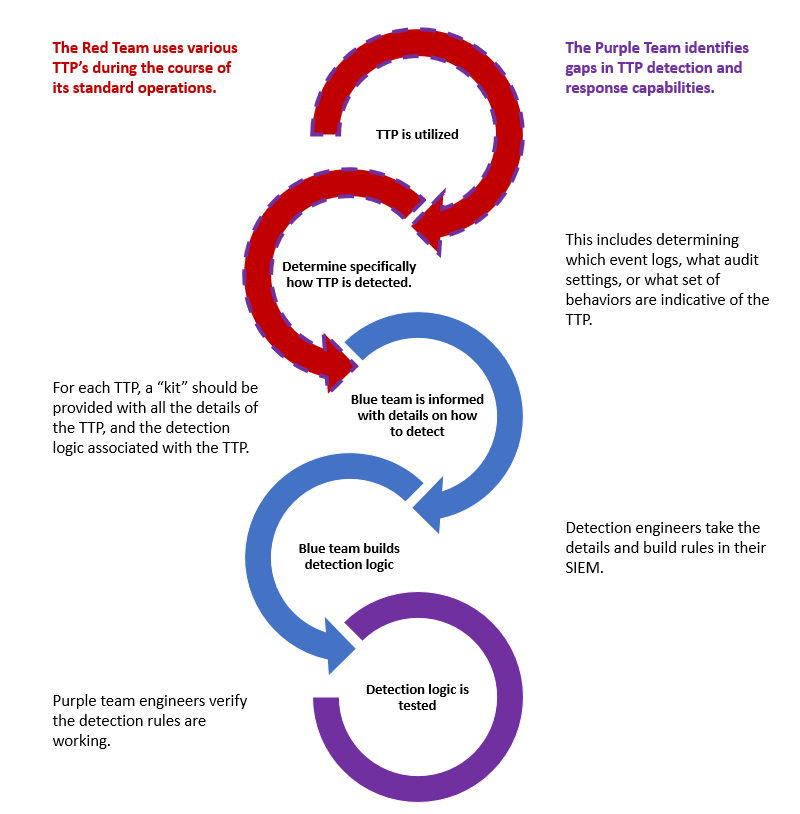 The Red Team uses various
TTP’s during the course of
its standard operations.
The Purple Team identifies
gaps in TTP detection and
response capabilities.
TTP is utilized
This includes determining
which event logs, what audit
settings, or what set of
behaviors are indicative of the
TTP.
Determine specifically
how TTP is detected.
For each TTP, a “kit” should be
provided with all the details of
the TTP, and the detection
logic associated with the TTP.
Blue team is informed
with details on how
to detect
Detection engineers take the
details and build rules in their
SIEM.
Blue team builds
detection logic
Purple team engineers verify
the detection rules are
working.
Detection logic is
tested